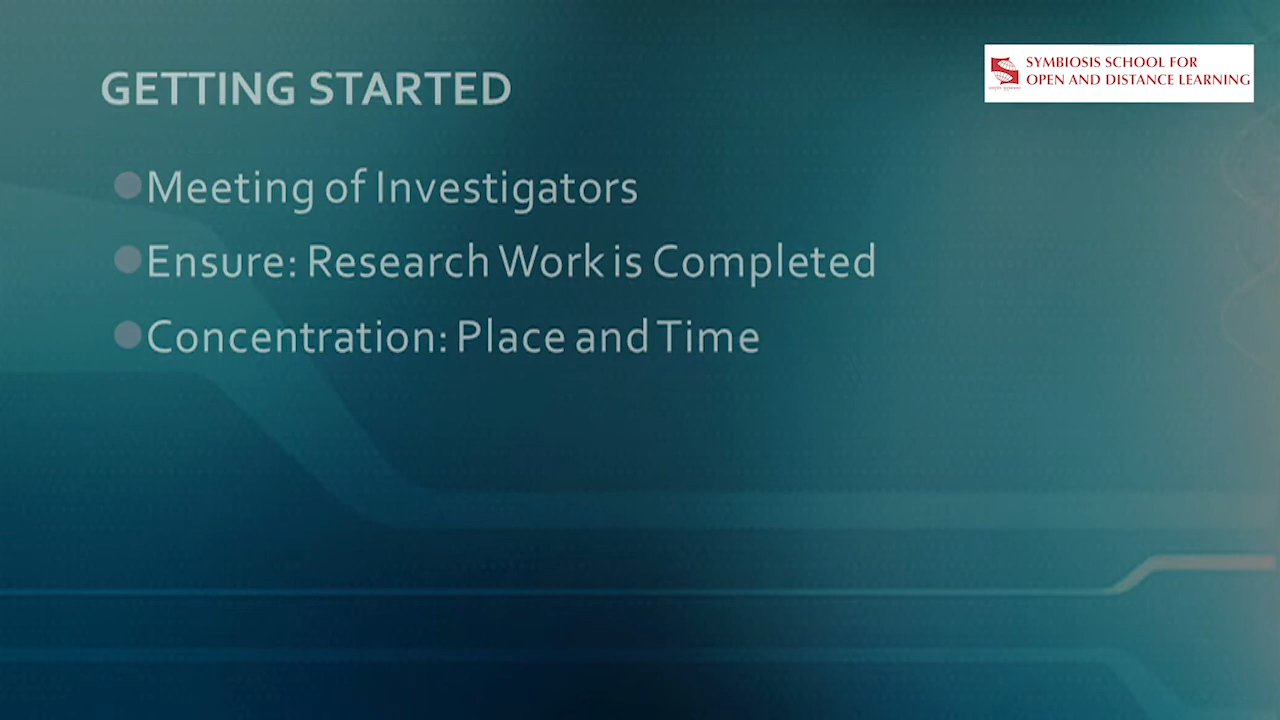 GETTING STARTED
SYMBIOSIS SCHOOL FOR
OPEN AND DISTANCE LEARNING
Meeting of Investigators
Ensure: Research Work is Completed
Concentration: Place and Time